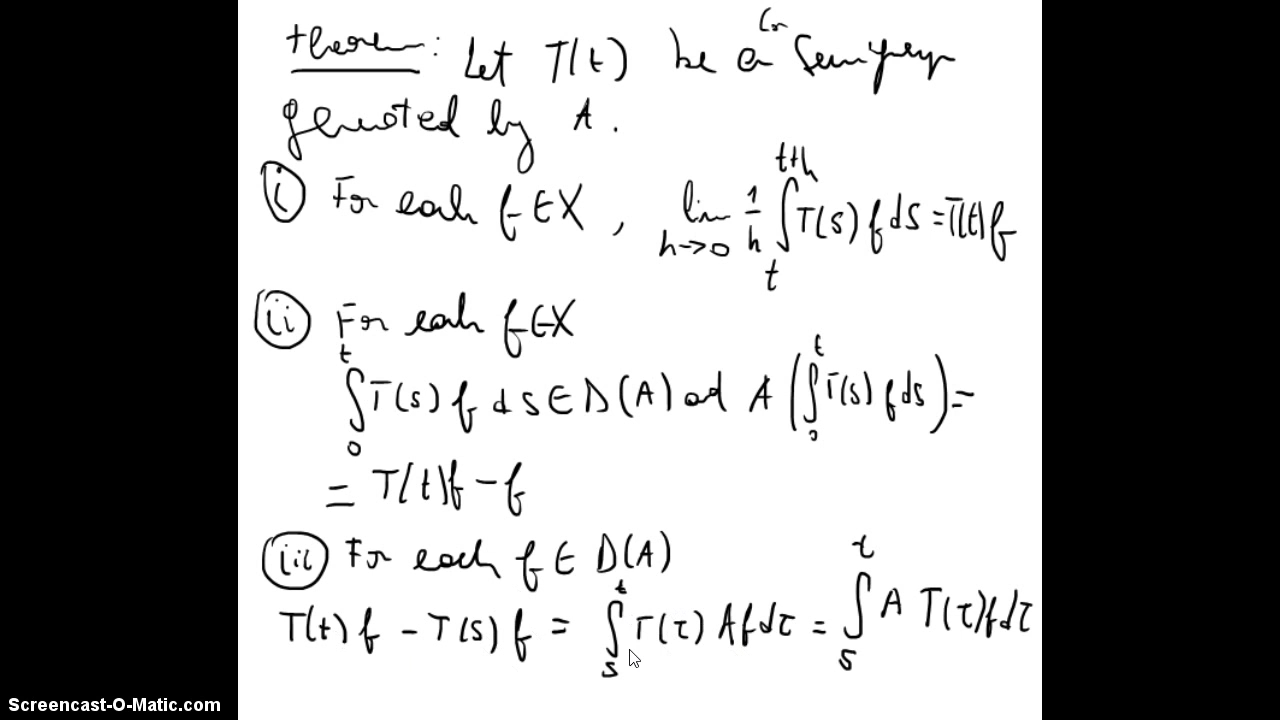 theorem: Let T(t) be a C₀ semigroup
generated by A.
(i) For each f ∈ X, lim_{h→0} 1/h ∫_t^{t+h} T(s) f ds = T(t) f
(ii) For each f ∈ X
∫_0^t T(s) f ds ∈ D(A) and A (∫_0^t T(s) f ds) =
= T(t)f - f
(iii) For each f ∈ D(A)
T(t) f - T(s) f = ∫_s^t T(τ) A f dτ = ∫_s^t A T(τ) f dτ
Screencast-O-Matic.com